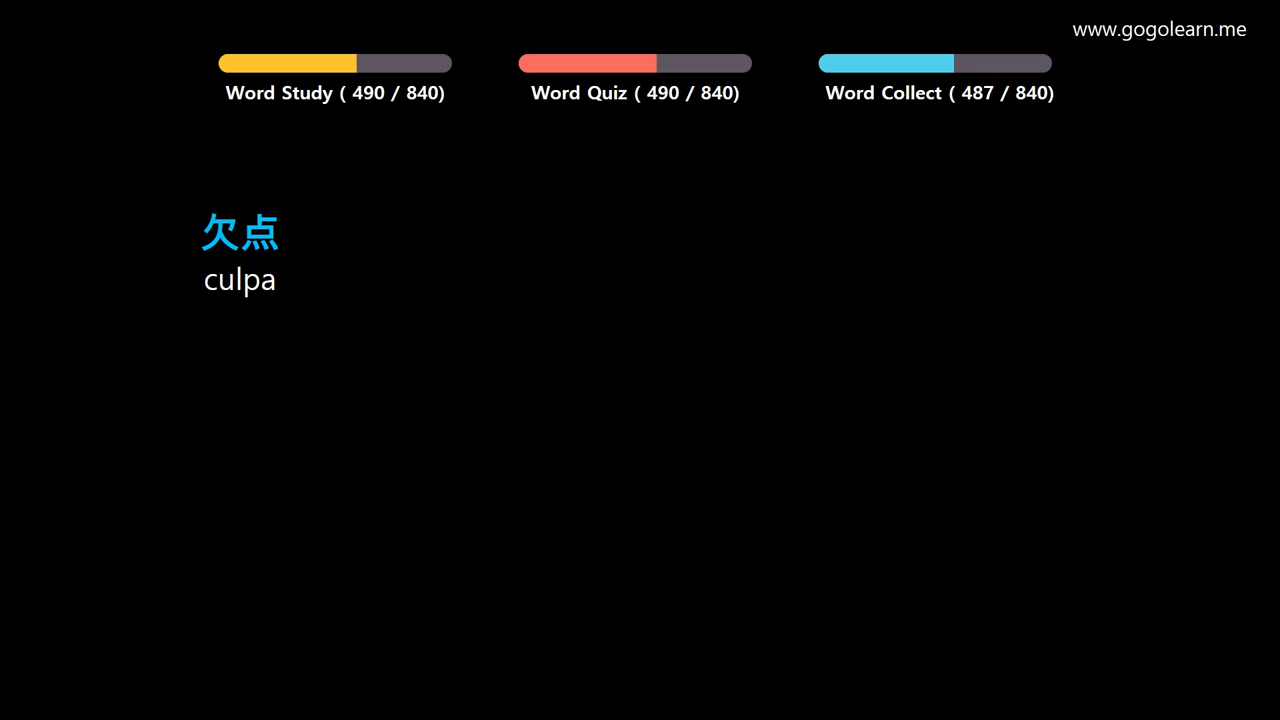 www.gogolearn.me
Word Study ( 490 / 840)
Word Quiz ( 490 / 840)
Word Collect ( 487 / 840)
欠点
culpa